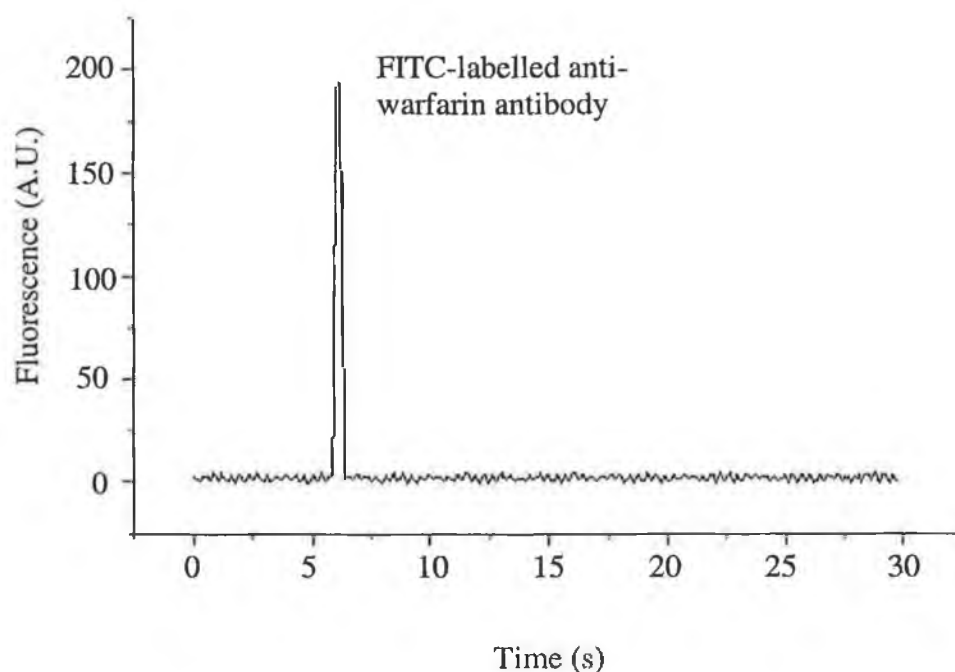 FITC-labelled anti-
warfarin antibody
Fluorescence (A.U.)
200
150
100
50
0
0 5 10 15 20 25 30
Time (s)